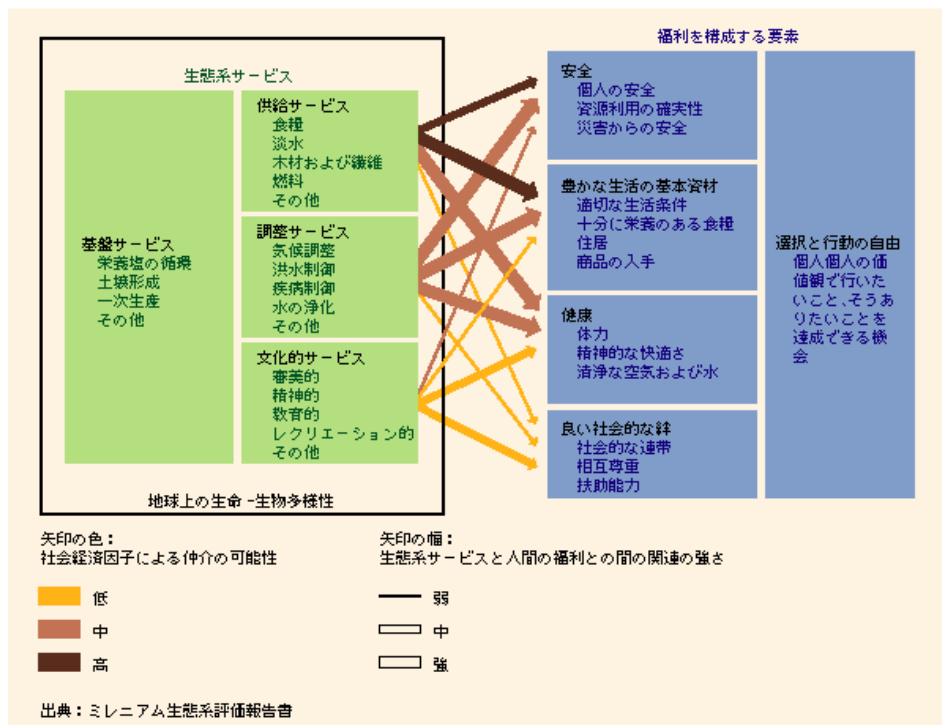 福利を構成する要素
生態系サービス
基盤サービス
栄養塩の循環
土壌形成
一次生産
その他
供給サービス
食糧
淡水
木材および繊維
燃料
その他
調整サービス
気候調整
洪水制御
疾病制御
水の浄化
その他
文化的サービス
審美的
精神的
教育的
レクリエーション的
その他
地球上の生命 -生物多様性
安全
個人の安全
資源利用の確実性
災害からの安全
豊かな生活の基本資材
適切な生活条件
十分に栄養のある食糧
住居
商品の入手
健康
体力
精神的な快適さ
清浄な空気および水
良い社会的な絆
社会的な連帯
相互尊重
扶助能力
選択と行動の自由
個人個人の価
値観で行いた
いこと、そうあ
りたいことを
達成できる機
会
矢印の色：
社会経済因子による仲介の可能性
低
中
高
矢印の幅：
生態系サービスと人間の福利との間の関連の強さ
弱
中
強
出典：ミレニアム生態系評価報告書